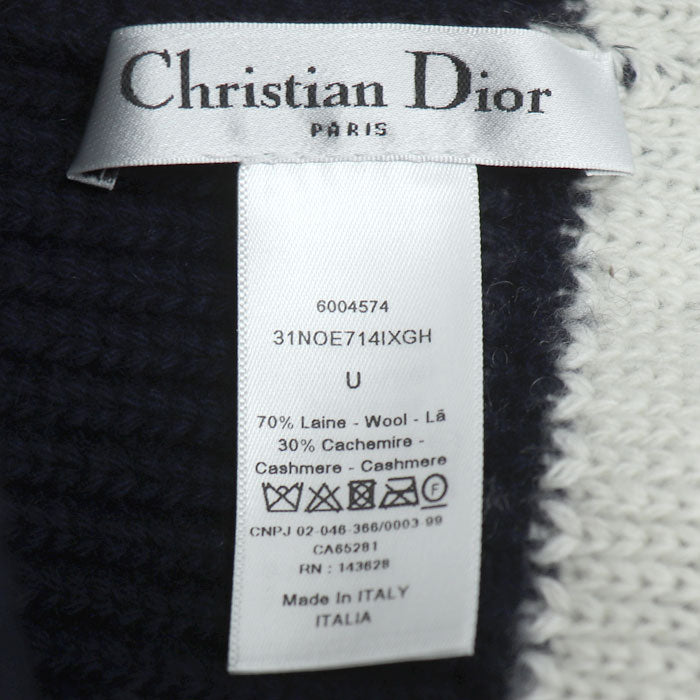 Christian Dior
PARIS
6004574
31NOE714IXGH
U
70% Laine - Wool - Lã
30% Cachemire -
Cashmere - Cashmere
F
CNPJ 02-046-366/0003-99
CA65281
RN : 143628
Made In ITALY
ITALIA